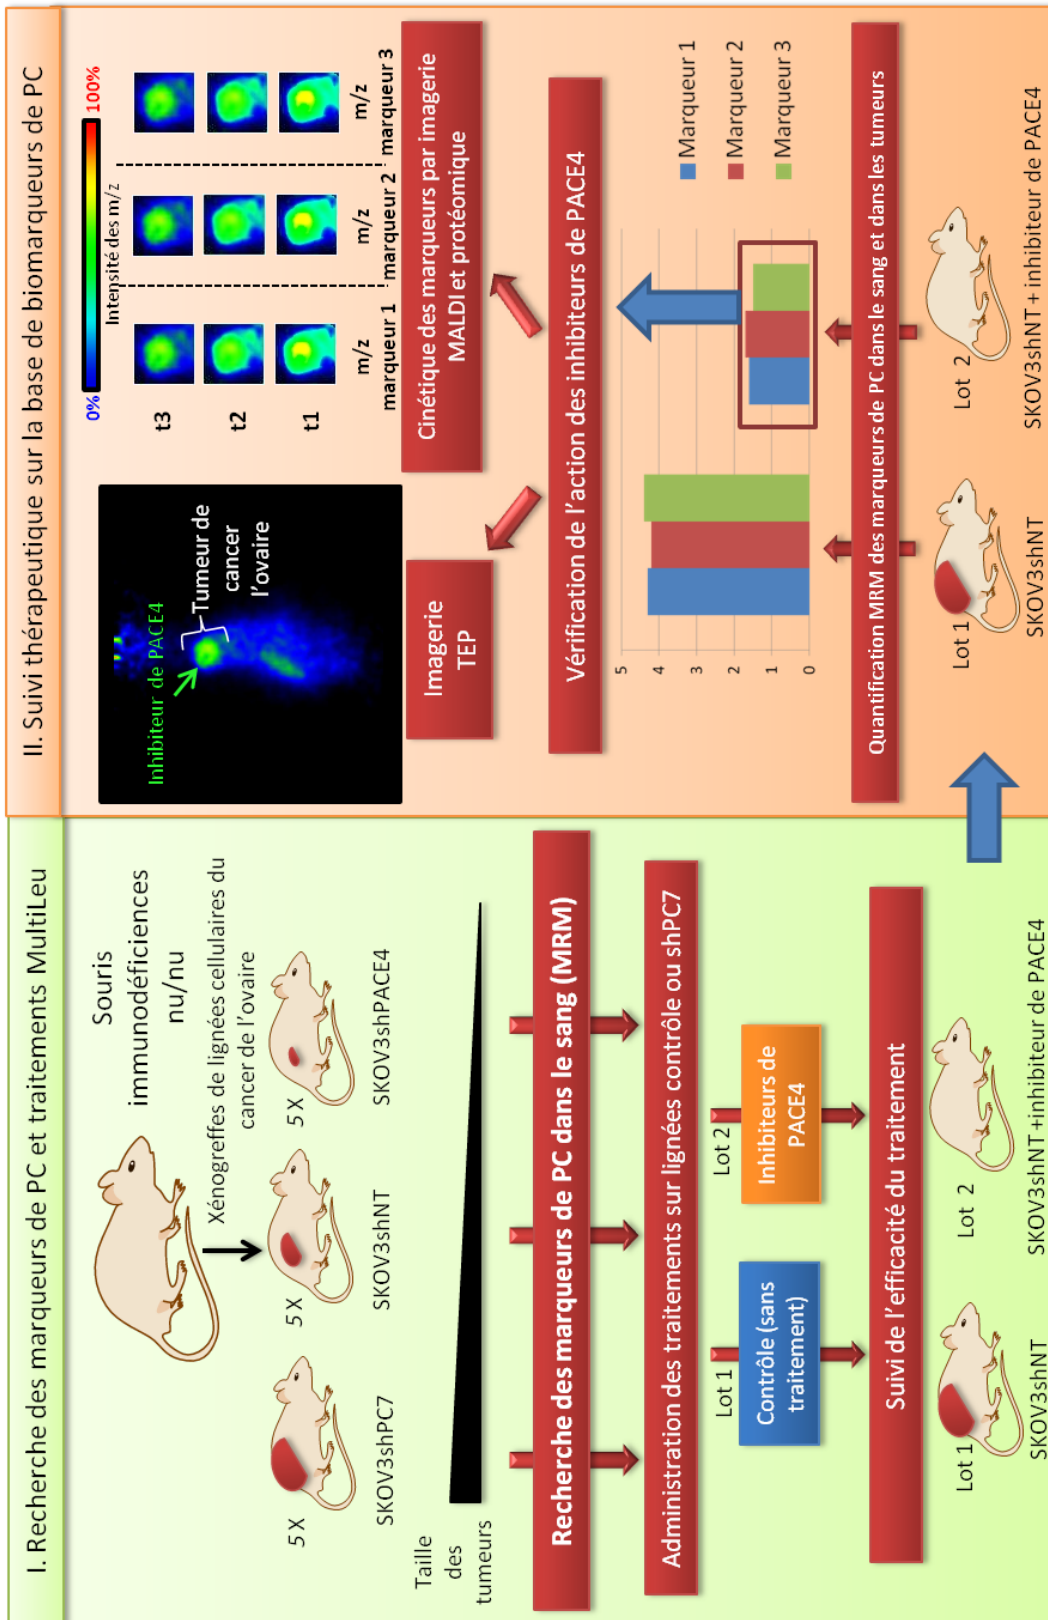 I. Recherche des marqueurs de PC et traitements MultiLeu
Souris
immunodéficiences
nu/nu
Xénogreffes de lignées cellulaires du
cancer de l'ovaire
5 X
5 X
5 X
SKOV3shPC7
SKOV3shNT
SKOV3shPACE4
Taille
des
tumeurs
Recherche des marqueurs de PC dans le sang (MRM)
Administration des traitements sur lignées contrôle ou shPC7
Lot 1
Lot 2
Contrôle (sans
traitement)
Inhibiteurs de
PACE4
Suivi de l'efficacité du traitement
Lot 1
Lot 2
SKOV3shNT
SKOV3shNT +inhibiteur de PACE4
II. Suivi thérapeutique sur la base de biomarqueurs de PC
Inhibiteur de PACE4
Tumeur de
cancer
l'ovaire
0%
100%
Intensité des m/z
t3
t2
t1
m/z
marqueur 1
m/z
marqueur 2
m/z
marqueur 3
Imagerie
TEP
Cinétique des marqueurs par imagerie
MALDI et protéomique
Vérification de l'action des inhibiteurs de PACE4
5
4
3
2
1
0
Marqueur 1
Marqueur 2
Marqueur 3
Quantification MRM des marqueurs de PC dans le sang et dans les tumeurs
Lot 1
Lot 2
SKOV3shNT
SKOV3shNT + inhibiteur de PACE4